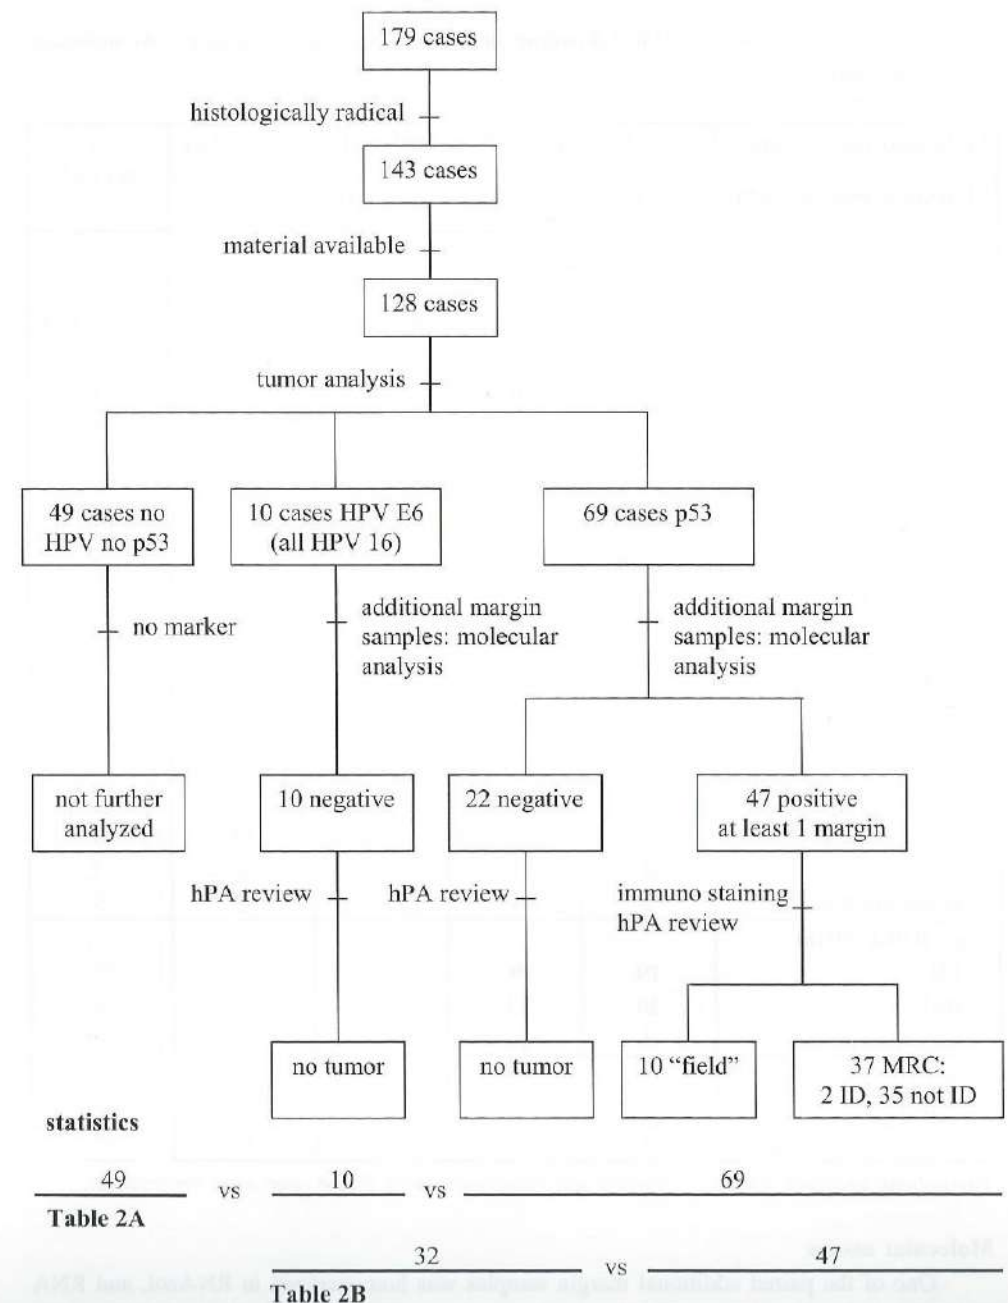 179 cases
histologically radical
143 cases
material available
128 cases
tumor analysis
49 cases no
HPV no p53
10 cases HPV E6
(all HPV 16)
69 cases p53
no marker
additional margin
samples: molecular
analysis
additional margin
samples: molecular
analysis
not further
analyzed
10 negative
22 negative
47 positive
at least 1 margin
hPA review
hPA review
immuno staining
hPA review
no tumor
no tumor
10 “field”
37 MRC:
2 ID, 35 not ID
statistics
49 vs 10 vs 69
Table 2A
32 vs 47
Table 2B